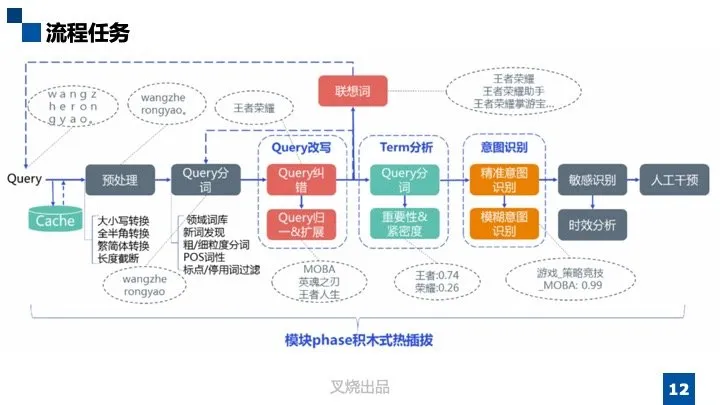 流程任务
w a n g z
h e r o n
g y a o。
wangzhe
rongyao。
王者荣耀
联想词
王者荣耀
王者荣耀助手
王者荣耀掌游宝...
Query改写
Term分析
意图识别
Query
预处理
Query分
词
Query纠
错
Query分
词
精准意图
识别
敏感识别
人工干预
Cache
大小写转换
全半角转换
繁简体转换
长度截断
领域词库
新词发现
粗/细粒度分词
POS词性
标点/停用词过滤
Query归
一&扩展
重要性&
紧密度
模糊意图
识别
时效分析
wangzhe
rongyao
MOBA
英魂之刃
王者人生
王者:0.74
荣耀:0.26
游戏_策略竞技
_MOBA: 0.99
模块phase积木式热插拔
叉烧出品
12